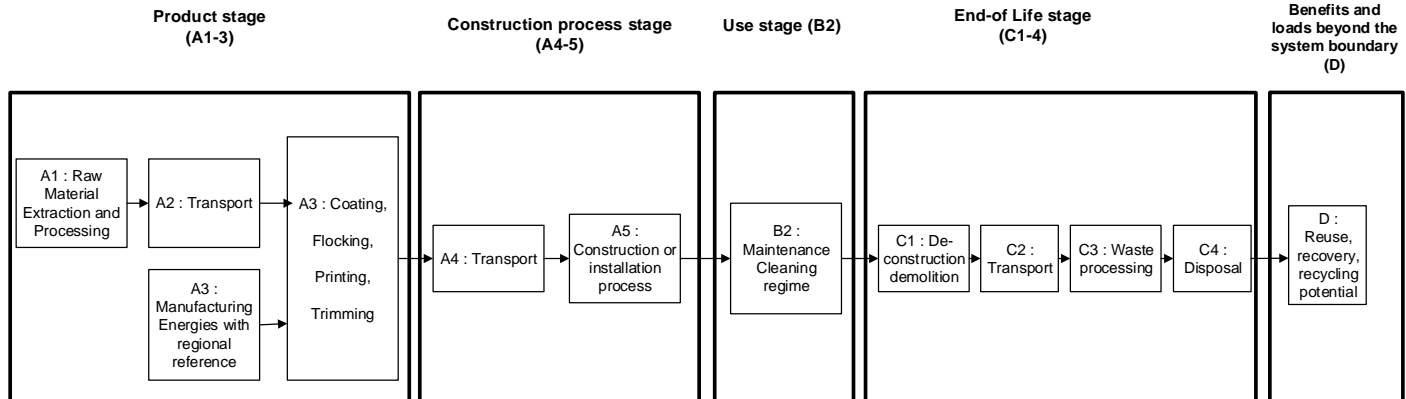 Product stage
(A1-3)
Construction process stage
(A4-5)
Use stage (B2)
End-of Life stage
(C1-4)
Benefits and
loads beyond the
system boundary
(D)
A1 : Raw
Material
Extraction and
Processing
A2 : Transport
A3 :
Manufacturing
Energies with
regional
reference
A3 : Coating,
Flocking,
Printing,
Trimming
A4 : Transport
A5 :
Construction or
installation
process
B2 :
Maintenance
Cleaning
regime
C1 : De-
construction
demolition
C2 :
Transport
C3 : Waste
processing
C4 :
Disposal
D :
Reuse,
recovery,
recycling
potential